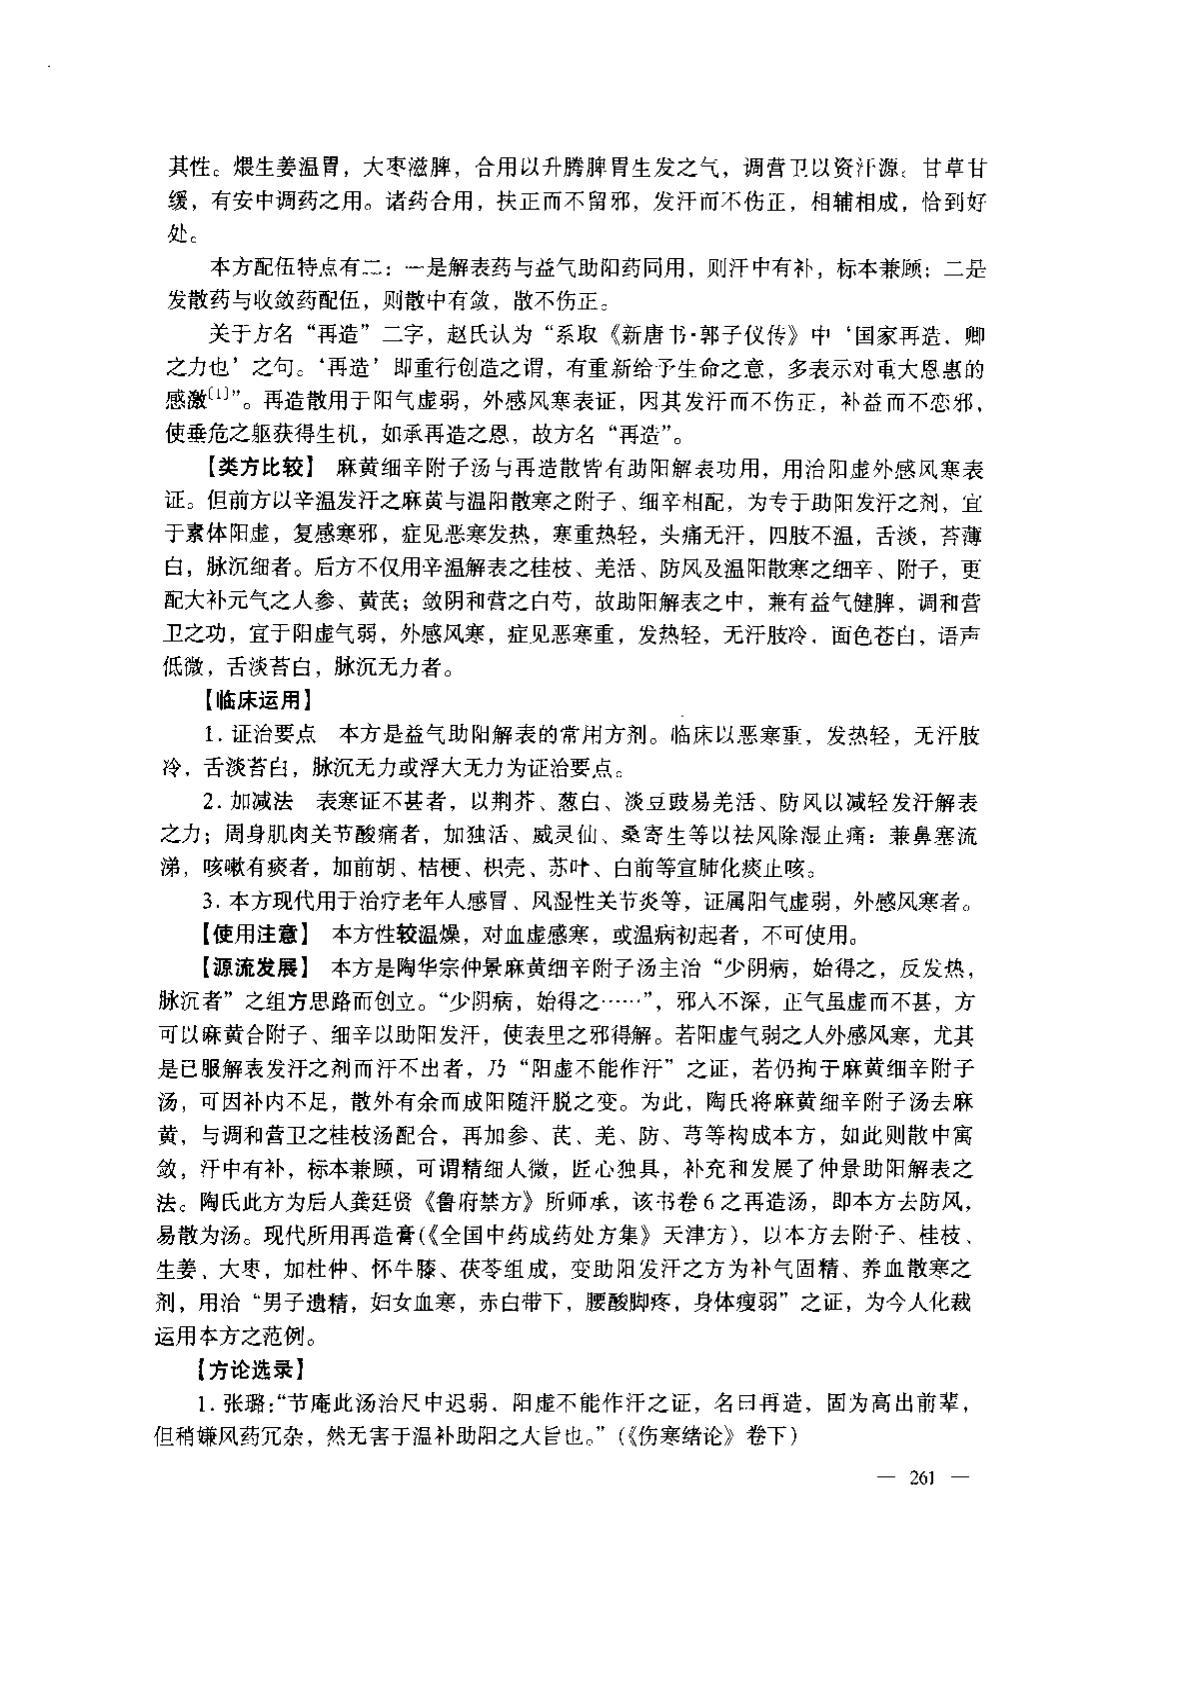 其性。煨生姜温胃，大枣滋脾，合用以升腾脾胃生发之气，调营卫以资汗源。甘草甘
缓，有安中调药之用。诸药合用，扶正而不留邪，发汗而不伤正，相辅相成，恰到好
处。
本方配伍特点有二：一是解表药与益气助阳药同用，则汗中有补，标本兼顾；二是
发散药与收敛药配伍，则散中有敛，散不伤正。
关于方名“再造”二字，赵氏认为“系取《新唐书·郭子仪传》中‘国家再造，卿
之力也’之句。‘再造’即重行创造之谓，有重新给予生命之意，多表示对重大恩惠的
感激〔1〕”。再造散用于阳气虚弱，外感风寒表证，因其发汗而不伤正，补益而不恋邪，
使垂危之躯获得生机，如承再造之恩，故方名“再造”。
【类方比较】 麻黄细辛附子汤与再造散皆有助阳解表功用，用治阳虚外感风寒表
证。但前方以辛温发汗之麻黄与温阳散寒之附子、细辛相配，为专于助阳发汗之剂，宜
于素体阳虚，复感寒邪，症见恶寒发热，寒重热轻，头痛无汗，四肢不温，舌淡，苔薄
白，脉沉细者。后方不仅用辛温解表之桂枝、羌活、防风及温阳散寒之细辛、附子，更
配大补元气之人参、黄芪；敛阴和营之白芍，故助阳解表之中，兼有益气健脾，调和营
卫之功，宜于阳虚气弱，外感风寒，症见恶寒重，发热轻，无汗肢冷，面色苍白，语声
低微，舌淡苔白，脉沉无力者。
【临床运用】
1. 证治要点 本方是益气助阳解表的常用方剂。临床以恶寒重，发热轻，无汗肢
冷，舌淡苔白，脉沉无力或浮大无力为证治要点。
2. 加减法 表寒证不甚者，以荆芥、葱白、淡豆豉易羌活、防风以减轻发汗解表
之力；周身肌肉关节酸痛者，加独活、威灵仙、桑寄生等以祛风除湿止痛：兼鼻塞流
涕，咳嗽有痰者，加前胡、桔梗、枳壳、苏叶、白前等宣肺化痰止咳。
3. 本方现代用于治疗老年人感冒、风湿性关节炎等，证属阳气虚弱，外感风寒者。
【使用注意】 本方性较温燥，对血虚感寒，或温病初起者，不可使用。
【源流发展】 本方是陶华宗仲景麻黄细辛附子汤主治“少阴病，始得之，反发热，
脉沉者”之组方思路而创立。“少阴病，始得之……”，邪入不深，正气虽虚而不甚，方
可以麻黄合附子、细辛以助阳发汗，使表里之邪得解。若阳虚气弱之人外感风寒，尤其
是已服解表发汗之剂而汗不出者，乃“阳虚不能作汗”之证，若仍拘于麻黄细辛附子
汤，可因补内不足，散外有余而成阳随汗脱之变。为此，陶氏将麻黄细辛附子汤去麻
黄，与调和营卫之桂枝汤配合，再加参、芪、羌、防、芎等构成本方，如此则散中寓
敛，汗中有补，标本兼顾，可谓精细入微，匠心独具，补充和发展了仲景助阳解表之
法。陶氏此方为后人龚廷贤《鲁府禁方》所师承，该书卷 6 之再造汤，即本方去防风，
易散为汤。现代所用再造膏(《全国中药成药处方集》天津方)，以本方去附子、桂枝、
生姜、大枣，加杜仲、怀牛膝、茯苓组成，变助阳发汗之方为补气固精、养血散寒之
剂，用治“男子遗精，妇女血寒，赤白带下，腰酸脚疼，身体瘦弱”之证，为今人化裁
运用本方之范例。
【方论选录】
1. 张璐：“节庵此汤治尺中迟弱，阳虚不能作汗之证，名曰再造，固为高出前辈，
但稍嫌风药冗杂，然无害于温补助阳之大旨也。”(《伤寒绪论》卷下)
— 261 —